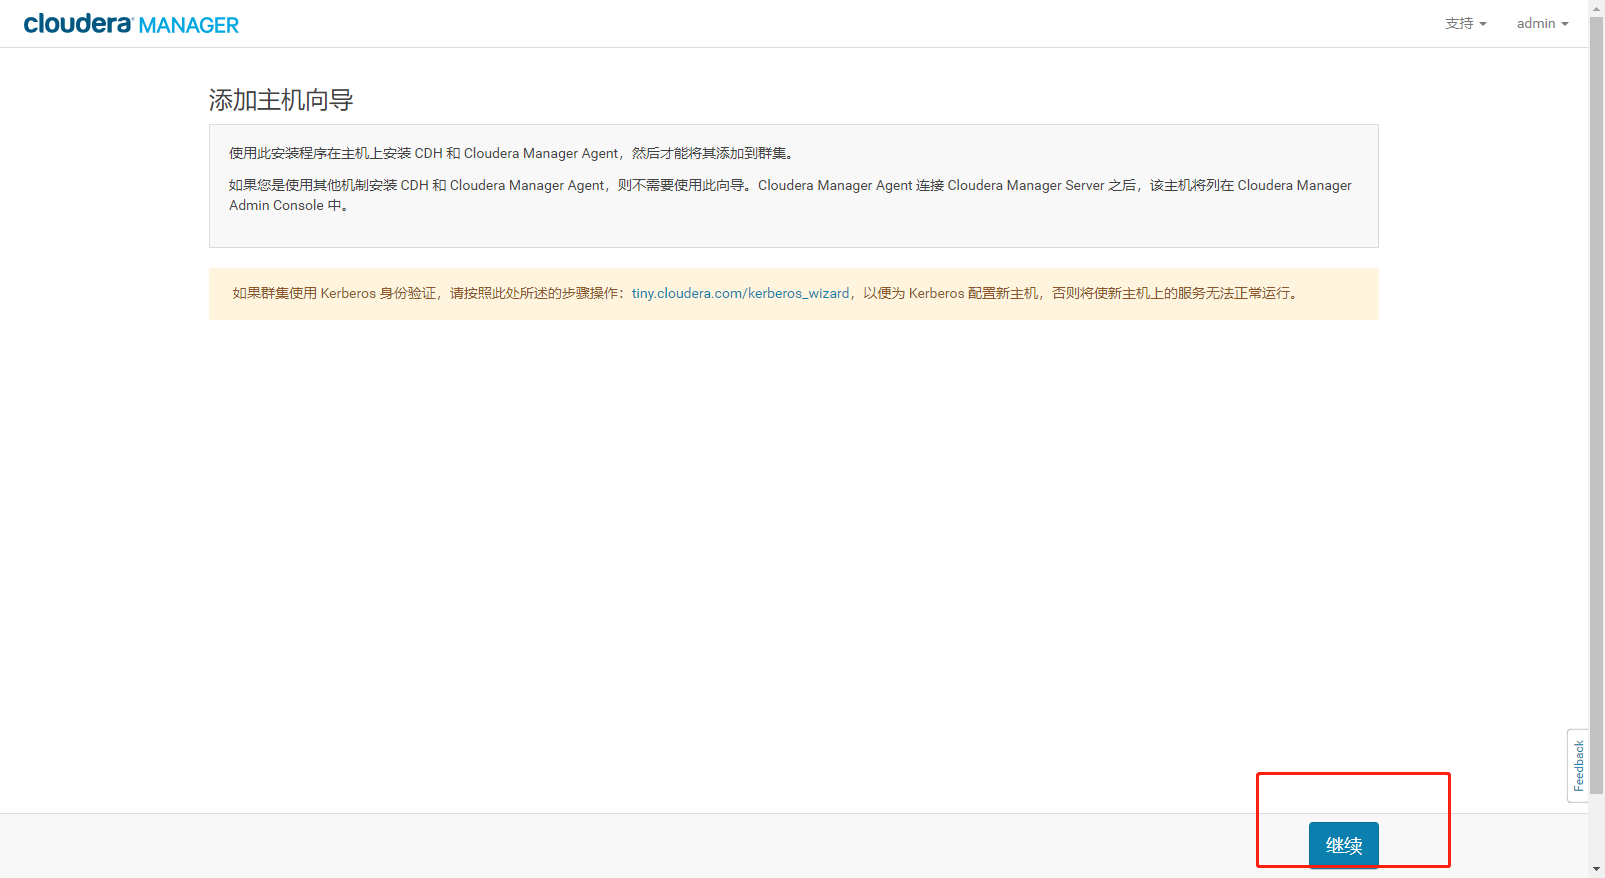 cloudera MANAGER
支持
admin
添加主机向导
使用此安装程序在主机上安装 CDH 和 Cloudera Manager Agent，然后才能将其添加到群集。
如果您是使用其他机制安装 CDH 和 Cloudera Manager Agent，则不需要使用此向导。Cloudera Manager Agent 连接 Cloudera Manager Server 之后，该主机将列在 Cloudera Manager
Admin Console 中。
如果群集使用 Kerberos 身份验证，请按照此处所述的步骤操作：tiny.cloudera.com/kerberos_wizard，以便为 Kerberos 配置新主机，否则将使新主机上的服务无法正常运行。
Feedback
继续